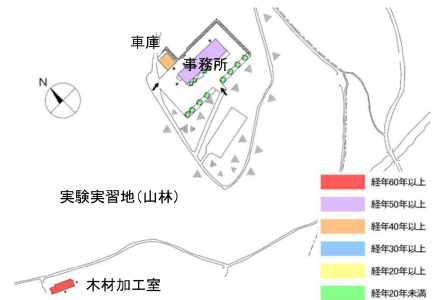 車庫
事務所
N
実験実習地(山林)
木材加工室
経年60年以上
経年50年以上
経年40年以上
経年30年以上
経年20年以上
経年20年未満